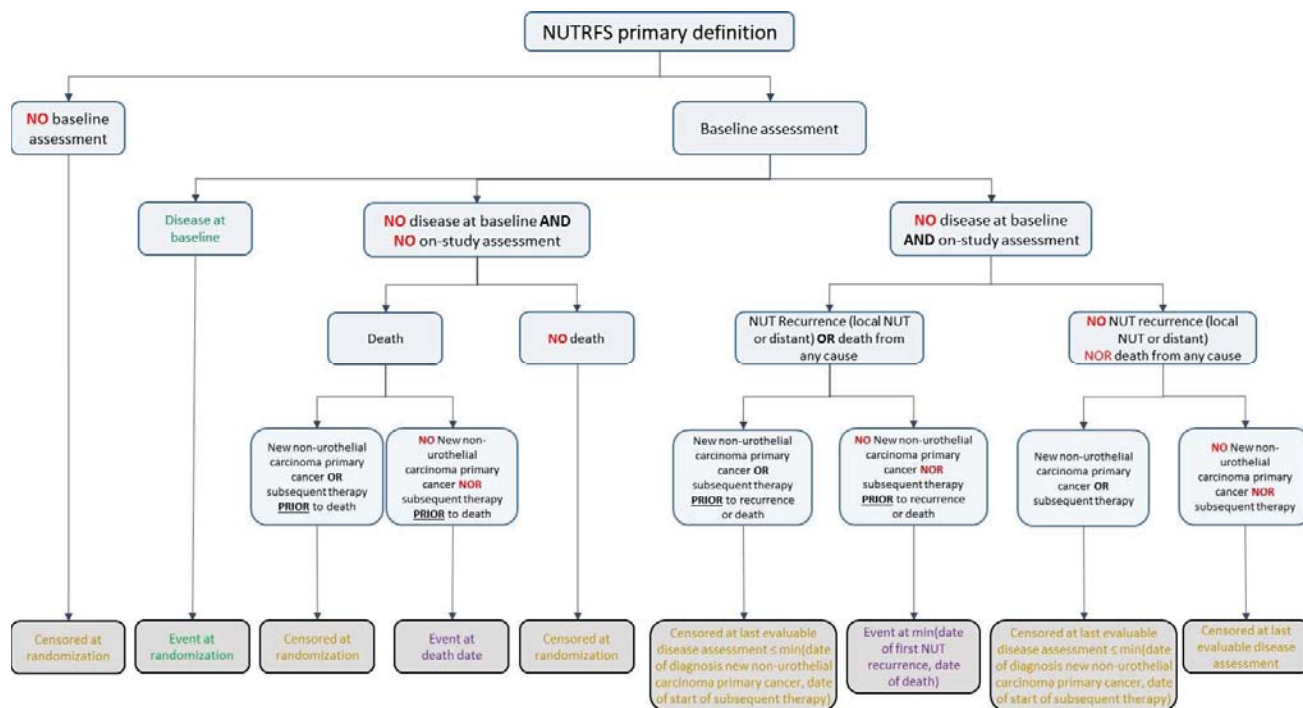 NUTRFS primary definition
NO baseline
assessment
Baseline assessment
Disease at
baseline
NO disease at baseline AND
NO on-study assessment
NO disease at baseline
AND on-study assessment
Death
NO death
NUT Recurrence (local NUT
or distant) OR death from
any cause
NO NUT recurrence (local
NUT or distant)
NOR death from any cause
New non-urothelial
carcinoma primary
cancer OR
subsequent therapy
PRIOR to death
NO New non-
urothelial
carcinoma primary
cancer NOR
subsequent therapy
PRIOR to death
New non-urothelial
carcinoma primary
cancer OR
subsequent therapy
PRIOR to recurrence
or death
NO New non-urothelial
carcinoma primary
cancer NOR
subsequent therapy
PRIOR to recurrence
or death
New non-urothelial
carcinoma primary
cancer OR
subsequent therapy
NO New non-
urothelial
carcinoma primary
cancer NOR
subsequent therapy
Censored at
randomization
Event at
randomization
Censored at
randomization
Event at
death date
Censored at
randomization
Censored at last evaluable
disease assessment ≤ min(date
of diagnosis new non-urothelial
carcinoma primary cancer, date
of start of subsequent therapy)
Event at min(date
of first NUT
recurrence, date
of death)
Censored at last evaluable
disease assessment ≤ min(date
of diagnosis new non-urothelial
carcinoma primary cancer, date
of start of subsequent therapy)
Censored at last
evaluable disease
assessment